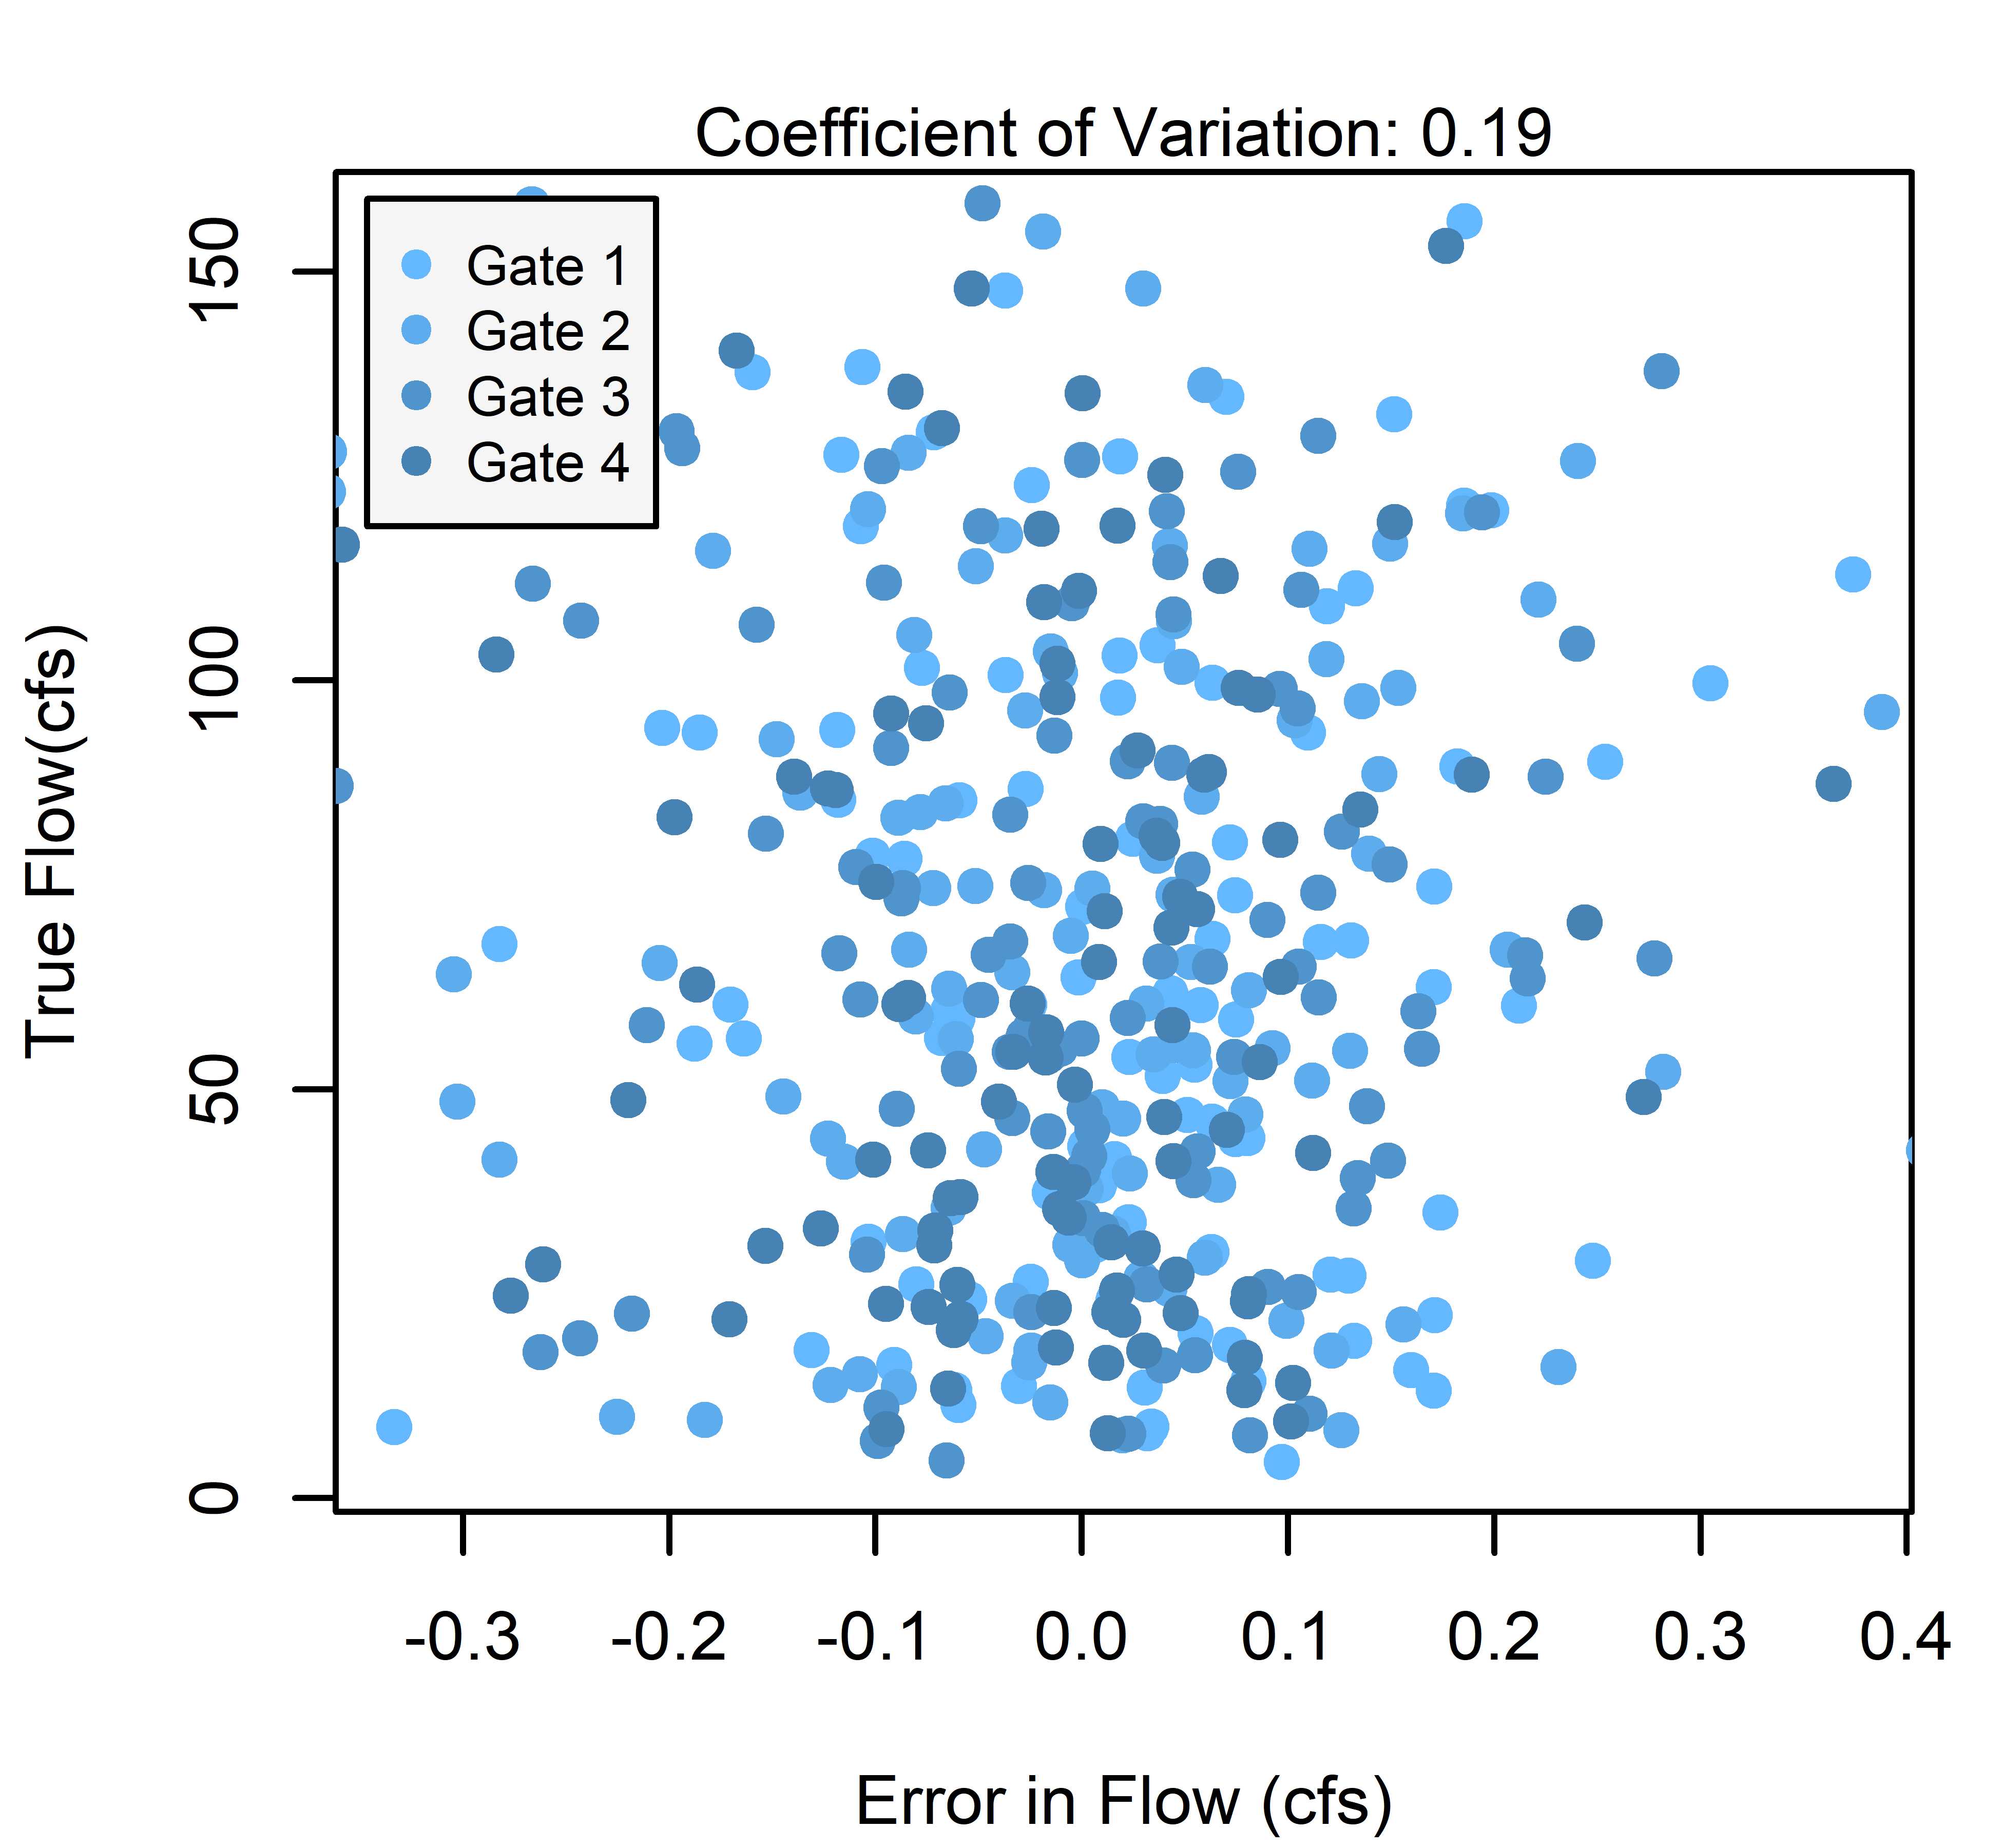 Coefficient of Variation: 0.19
Gate 1
Gate 2
Gate 3
Gate 4
150
100
50
0
True Flow(cfs)
-0.3 -0.2 -0.1 0.0 0.1 0.2 0.3 0.4
Error in Flow (cfs)